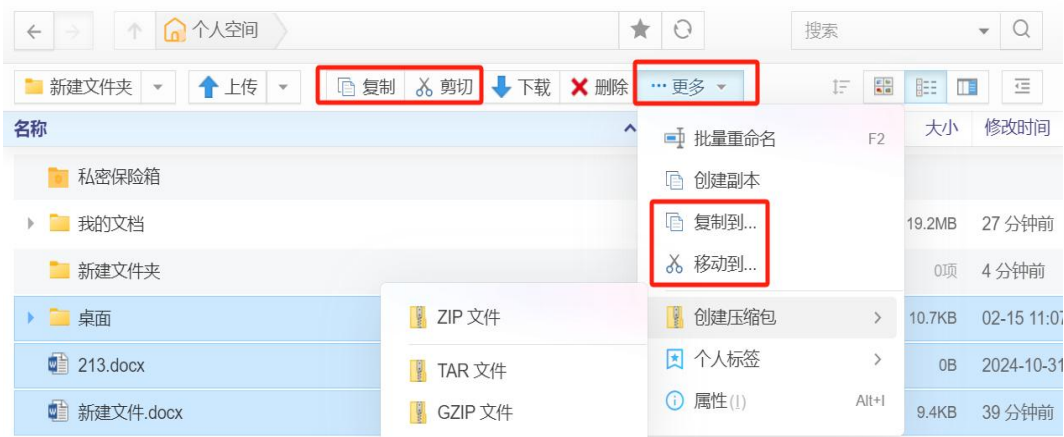 个人空间 搜索
新建文件夹 上传 复制 剪切 下载 删除 ··· 更多
名称 大小 修改时间
批量重命名 F2
私密保险箱 创建副本
我的文档 复制到... 19.2MB 27 分钟前
新建文件夹 移动到... 0项 4 分钟前
桌面 ZIP 文件 创建压缩包 10.7KB 02-15 11:07
213.docx TAR 文件 个人标签 0B 2024-10-31
新建文件.docx GZIP 文件 属性(I) Alt+I 9.4KB 39 分钟前